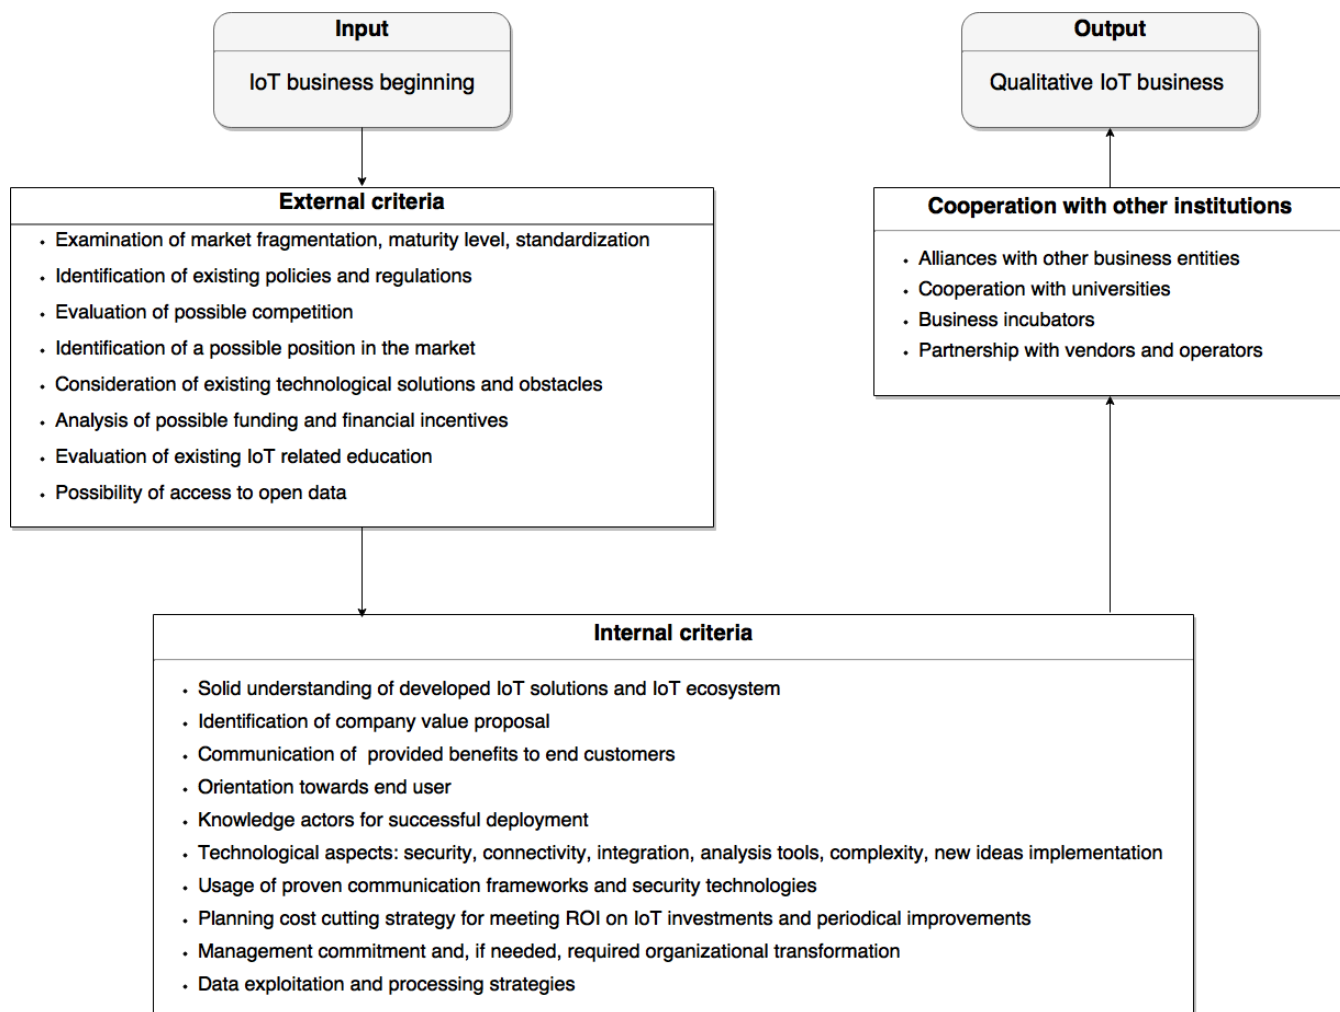 Input
IoT business beginning
Output
Qualitative IoT business
External criteria
• Examination of market fragmentation, maturity level, standardization
• Identification of existing policies and regulations
• Evaluation of possible competition
• Identification of a possible position in the market
• Consideration of existing technological solutions and obstacles
• Analysis of possible funding and financial incentives
• Evaluation of existing IoT related education
• Possibility of access to open data
Cooperation with other institutions
• Alliances with other business entities
• Cooperation with universities
• Business incubators
• Partnership with vendors and operators
Internal criteria
• Solid understanding of developed IoT solutions and IoT ecosystem
• Identification of company value proposal
• Communication of provided benefits to end customers
• Orientation towards end user
• Knowledge actors for successful deployment
• Technological aspects: security, connectivity, integration, analysis tools, complexity, new ideas implementation
• Usage of proven communication frameworks and security technologies
• Planning cost cutting strategy for meeting ROI on IoT investments and periodical improvements
• Management commitment and, if needed, required organizational transformation
• Data exploitation and processing strategies